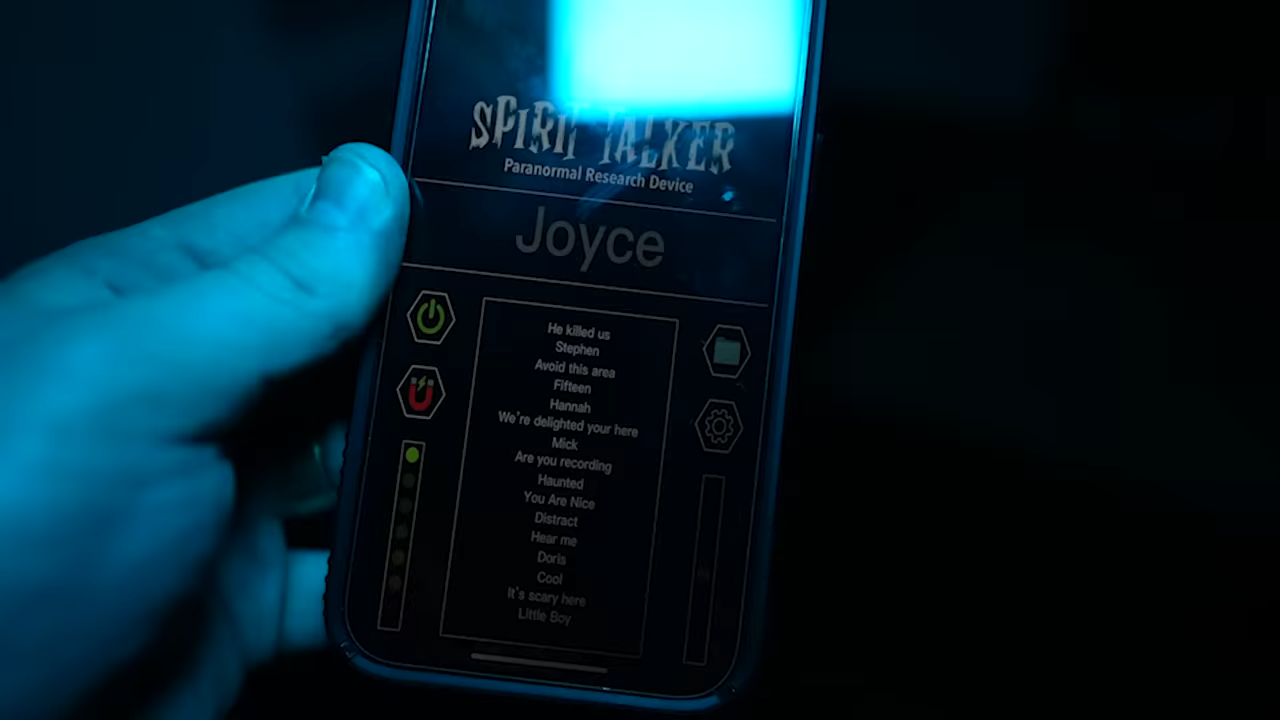 SPIRIT TALKER
Paranormal Research Device
Joyce
He killed us
Stephen
Avoid this area
Fifteen
Hannah
We're delighted your here
Mick
Are you recording
Haunted
You Are Nice
Distract
Hear me
Doris
Cool
It's scary here
Little Boy